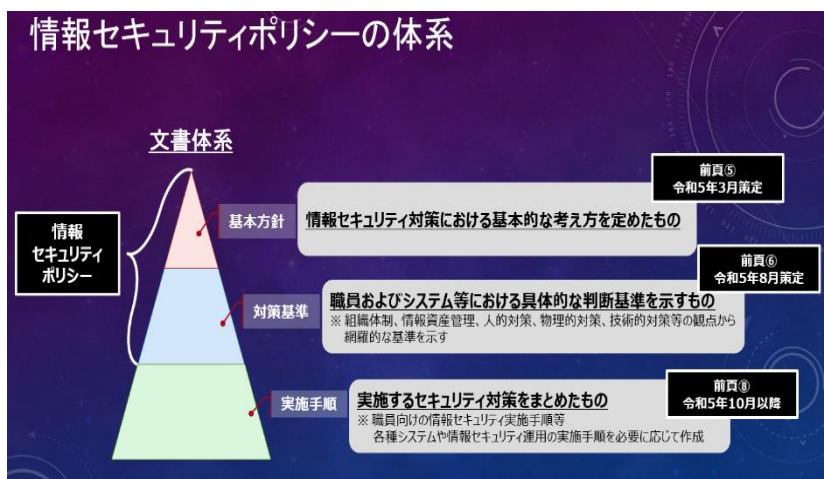 情報セキュリティポリシーの体系
文書体系
情報
セキュリティ
ポリシー
基本方針
情報セキュリティ対策における基本的な考え方を定めたもの
前頁⑤
令和5年3月策定
対策基準
職員およびシステム等における具体的な判断基準を示すもの
※ 組織体制、情報資産管理、人的対策、物理的対策、技術的対策等の観点から
網羅的な基準を示す
前頁⑥
令和5年8月策定
実施手順
実施するセキュリティ対策をまとめたもの
※ 職員向けの情報セキュリティ実施手順等
各種システムや情報セキュリティ運用の実施手順を必要に応じて作成
前頁⑧
令和5年10月以降